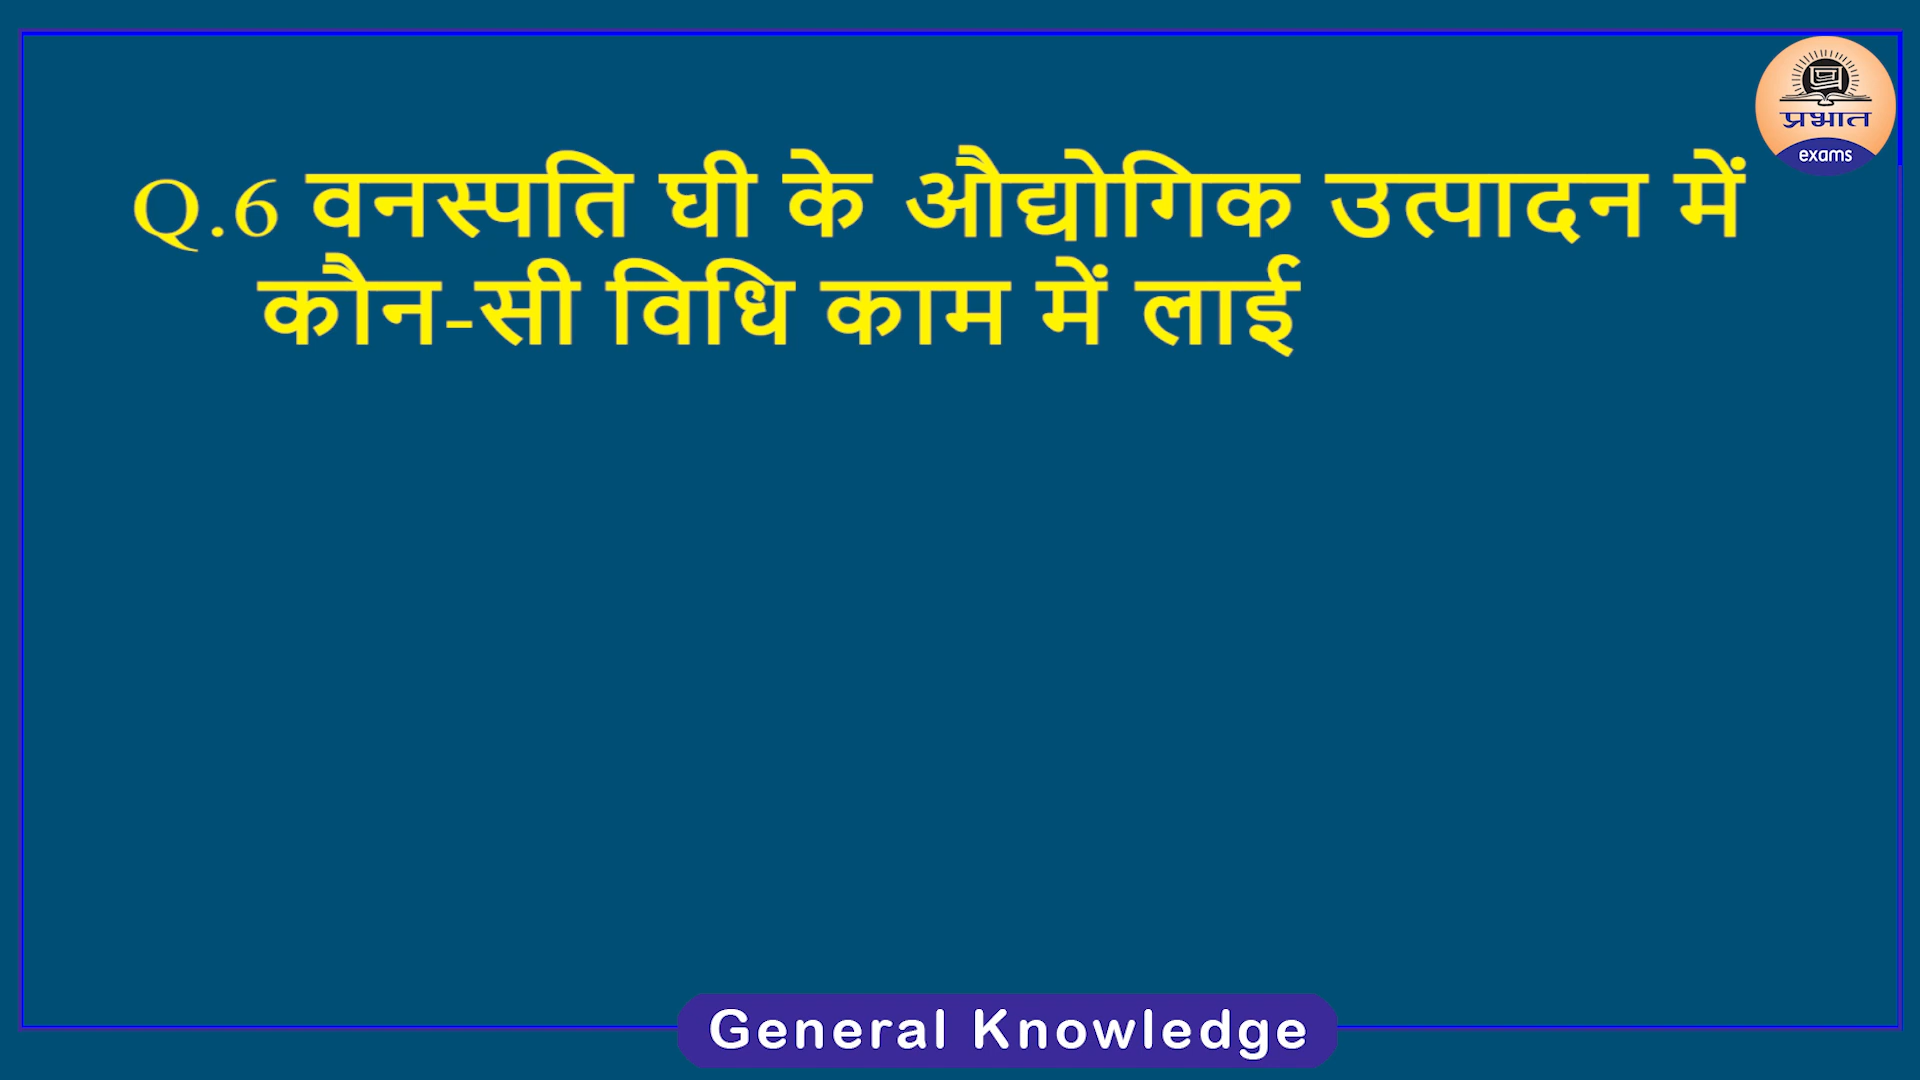 प्रभात
exams
Q.6 वनस्पति घी के औद्योगिक उत्पादन में
कौन-सी विधि काम में लाई
General Knowledge